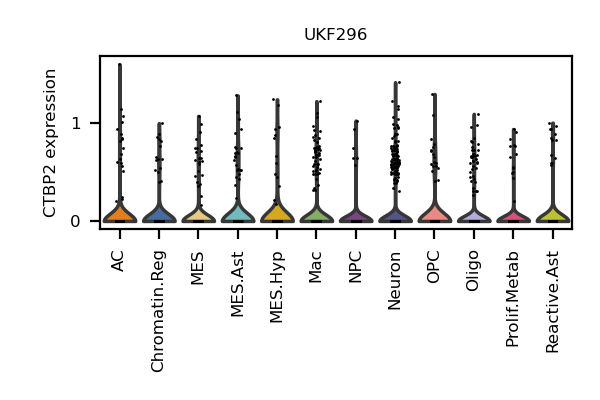 UKF296
CTBP2 expression
1
0
AC
Chromatin.Reg
MES
MES.Ast
MES.Hyp
Mac
NPC
Neuron
OPC
Oligo
Prolif.Metab
Reactive.Ast